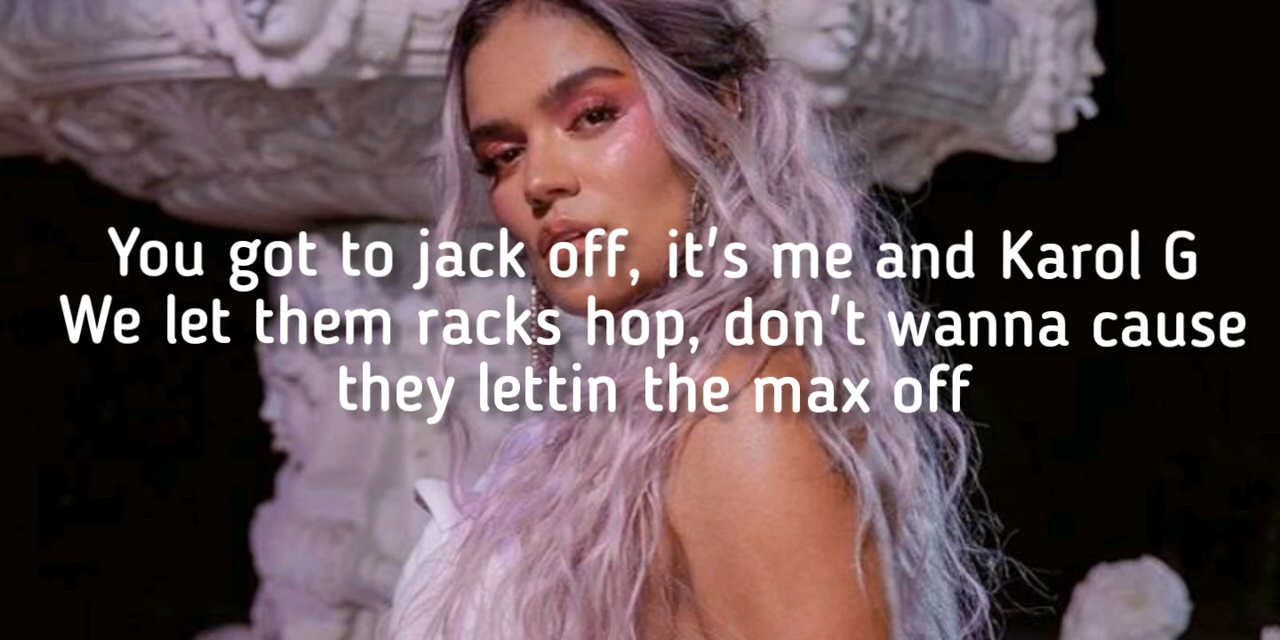 You got to jack off, it's me and Karol G
We let them racks hop, don't wanna cause
they lettin the max off